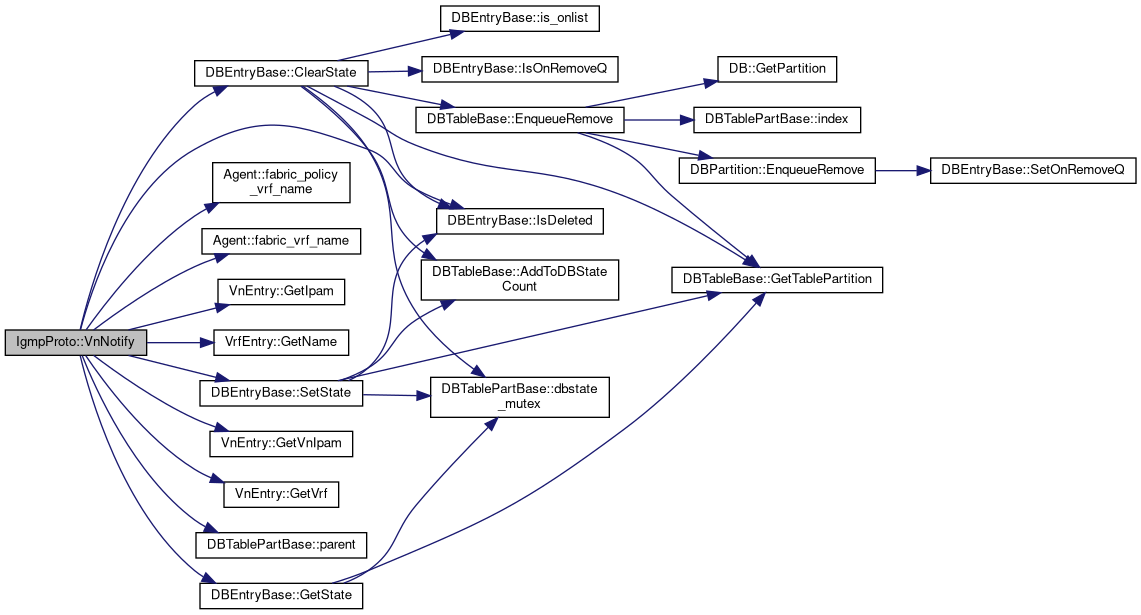 DBEntryBase::is_onlist
DBEntryBase::ClearState
DBEntryBase::IsOnRemoveQ
DB::GetPartition
DBTableBase::EnqueueRemove
DBTablePartBase::index
DBPartition::EnqueueRemove
DBEntryBase::SetOnRemoveQ
Agent::fabric_policy
_vrf_name
DBEntryBase::IsDeleted
Agent::fabric_vrf_name
DBTableBase::AddToDBState
Count
DBTableBase::GetTablePartition
VnEntry::GetIpam
IgmpProto::VnNotify
VrfEntry::GetName
DBEntryBase::SetState
DBTablePartBase::dbstate
_mutex
VnEntry::GetVnIpam
VnEntry::GetVrf
DBTablePartBase::parent
DBEntryBase::GetState